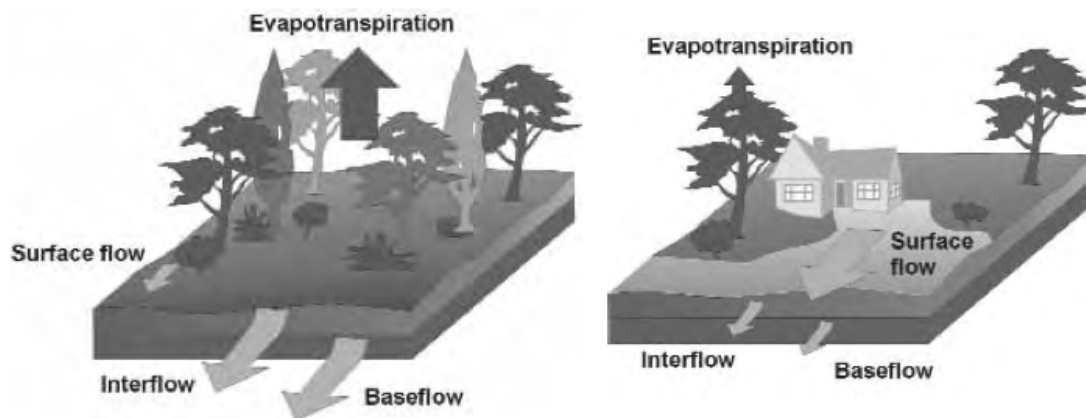 Evapotranspiration
Surface flow
Interflow
Baseflow
Evapotranspiration
Surface
flow
Interflow
Baseflow